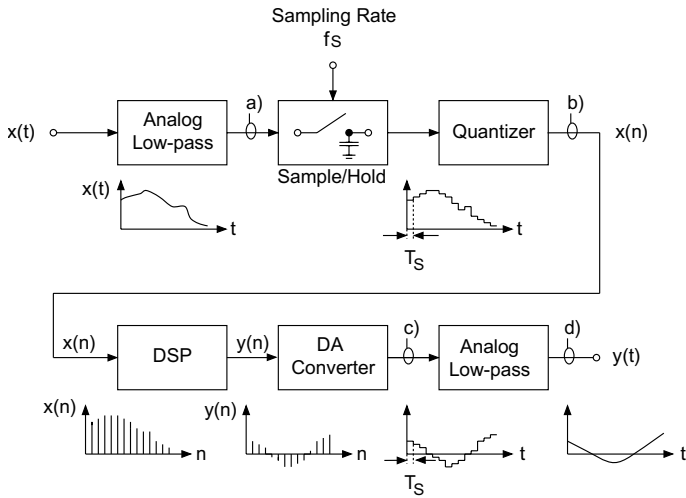 Sampling Rate
fS
x(t)
Analog
Low-pass
a)
Sample/Hold
Quantizer
b)
x(n)
x(t)
t
t
TS
x(n)
DSP
y(n)
DA
Converter
c)
Analog
Low-pass
d)
y(t)
x(n)
n
y(n)
n
t
TS
t